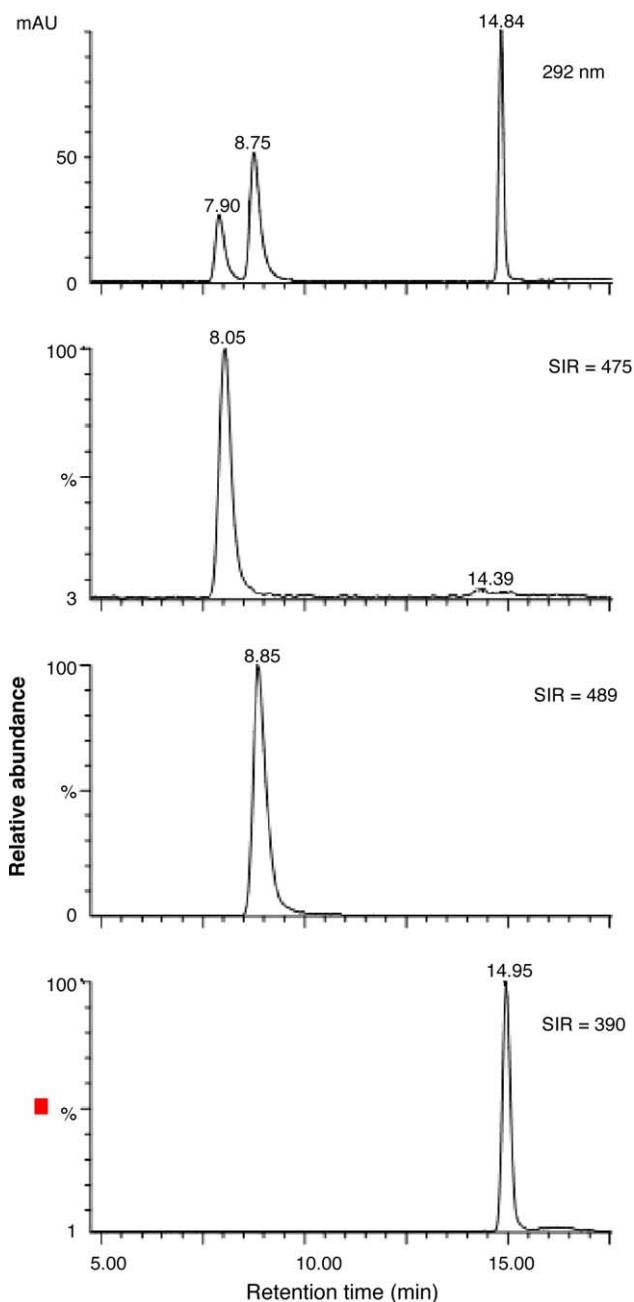 mAU
14.84
292 nm
8.75
50
7.90
0
8.05
100
SIR = 475
%
14.39
3
8.85
100
SIR = 489
%
Relative abundance
0
14.95
100
SIR = 390
%
1
5.00 10.00 15.00
Retention time (min)